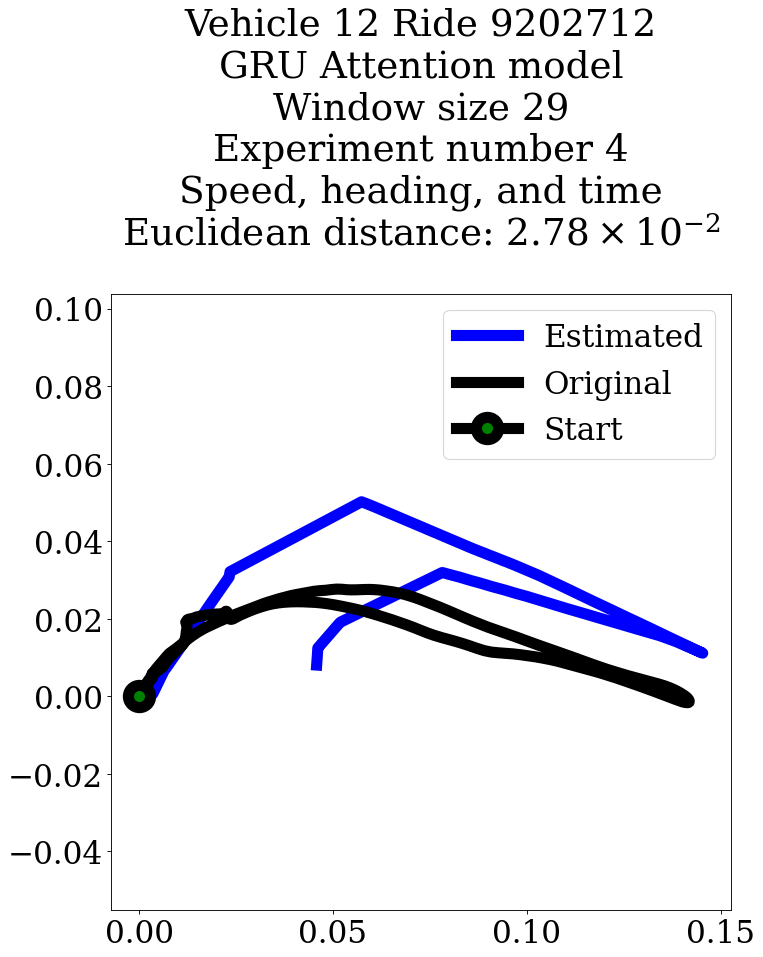 Vehicle 12 Ride 9202712
GRU Attention model
Window size 29
Experiment number 4
Speed, heading, and time
Euclidean distance: 2.78 × 10⁻²
Estimated
Original
Start
0.10
0.08
0.06
0.04
0.02
0.00
−0.02
−0.04
0.00 0.05 0.10 0.15